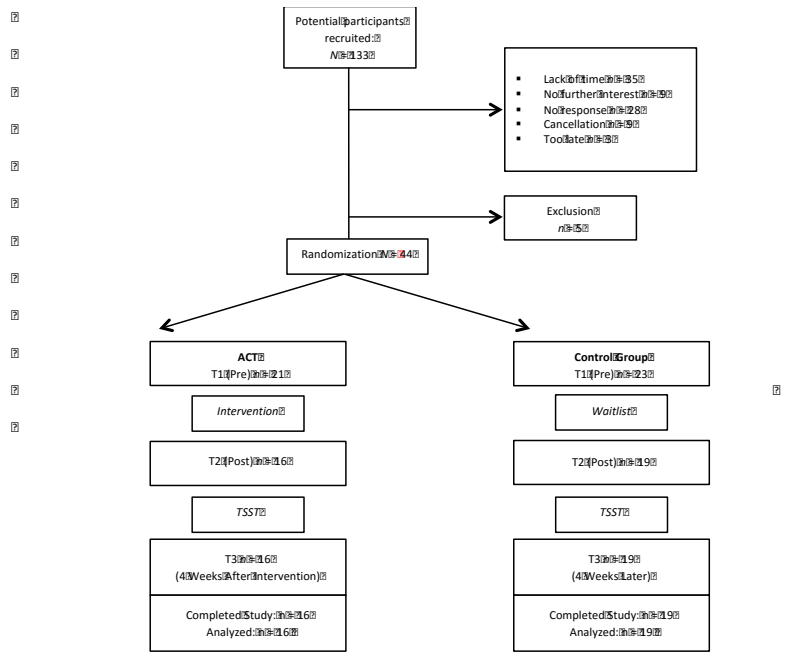 Potential participants
recruited:
N = 133
▪ Lack of time n = 35
▪ No further interest n = 9
▪ No response n = 28
▪ Cancellation n = 9
▪ Too late n = 3
Exclusion
n = 5
Randomization N = 44
ACT
T1 (Pre) n = 21
Control Group
T1 (Pre) n = 23
Intervention
Waitlist
T2 (Post) n = 16
T2 (Post) n = 19
TSST
TSST
T3 n = 16
(4 Weeks After Intervention)
T3 n = 19
(4 Weeks Later)
Completed Study: n = 16
Analyzed: n = 16
Completed Study: n = 19
Analyzed: n = 19